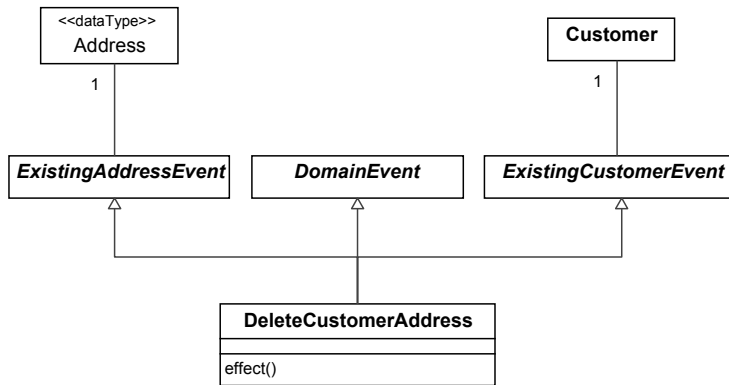 <<dataType>>
Address
Customer
1
1
ExistingAddressEvent
DomainEvent
ExistingCustomerEvent
DeleteCustomerAddress
effect()